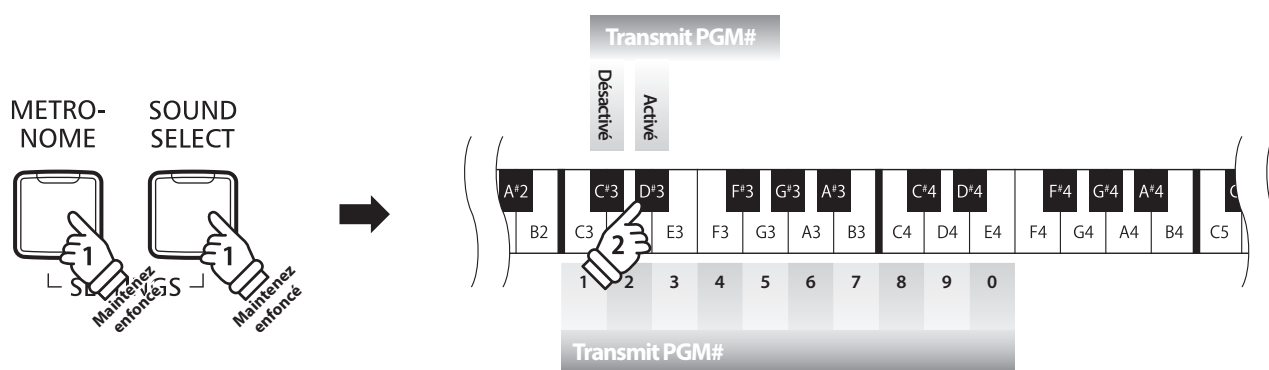 Transmit PGM#
Désactivé
Activé
METRO-
NOME
SOUND
SELECT
1
1
Maintenez
enfoncé
Maintenez
enfoncé
A#2
C#3
D#3
F#3
G#3
A#3
C#4
D#4
F#4
G#4
A#4
C
B2
C3
2
E3
F3
G3
A3
B3
C4
D4
E4
F4
G4
A4
B4
C5
1 2 3 4 5 6 7 8 9 0
Transmit PGM#